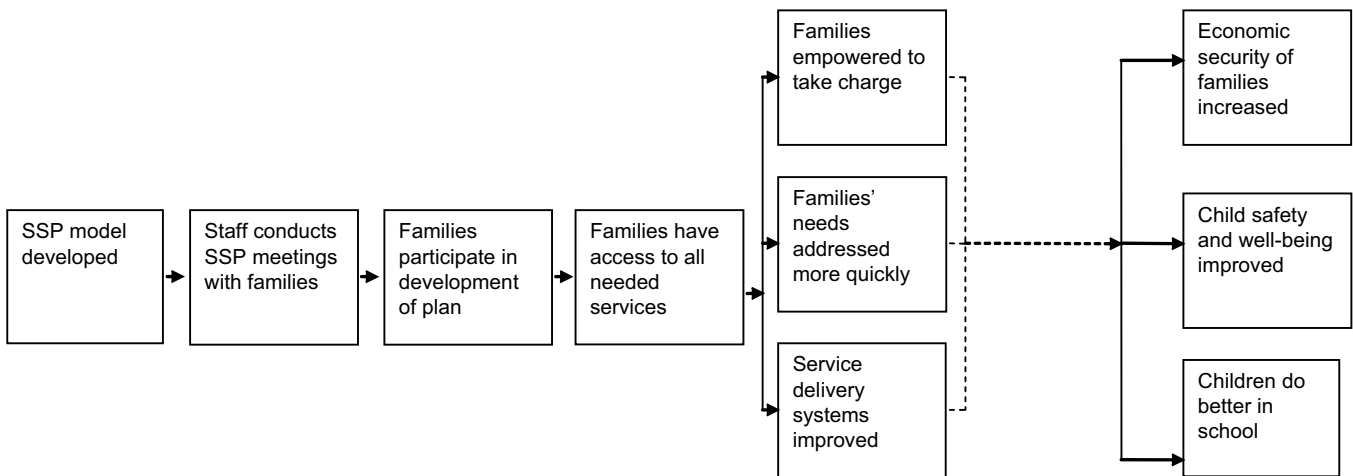 SSP model
developed
Staff conducts
SSP meetings
with families
Families
participate in
development
of plan
Families have
access to all
needed
services
Families
empowered to
take charge
Families’
needs
addressed
more quickly
Service
delivery
systems
improved
Economic
security of
families
increased
Child safety
and well-being
improved
Children do
better in
school